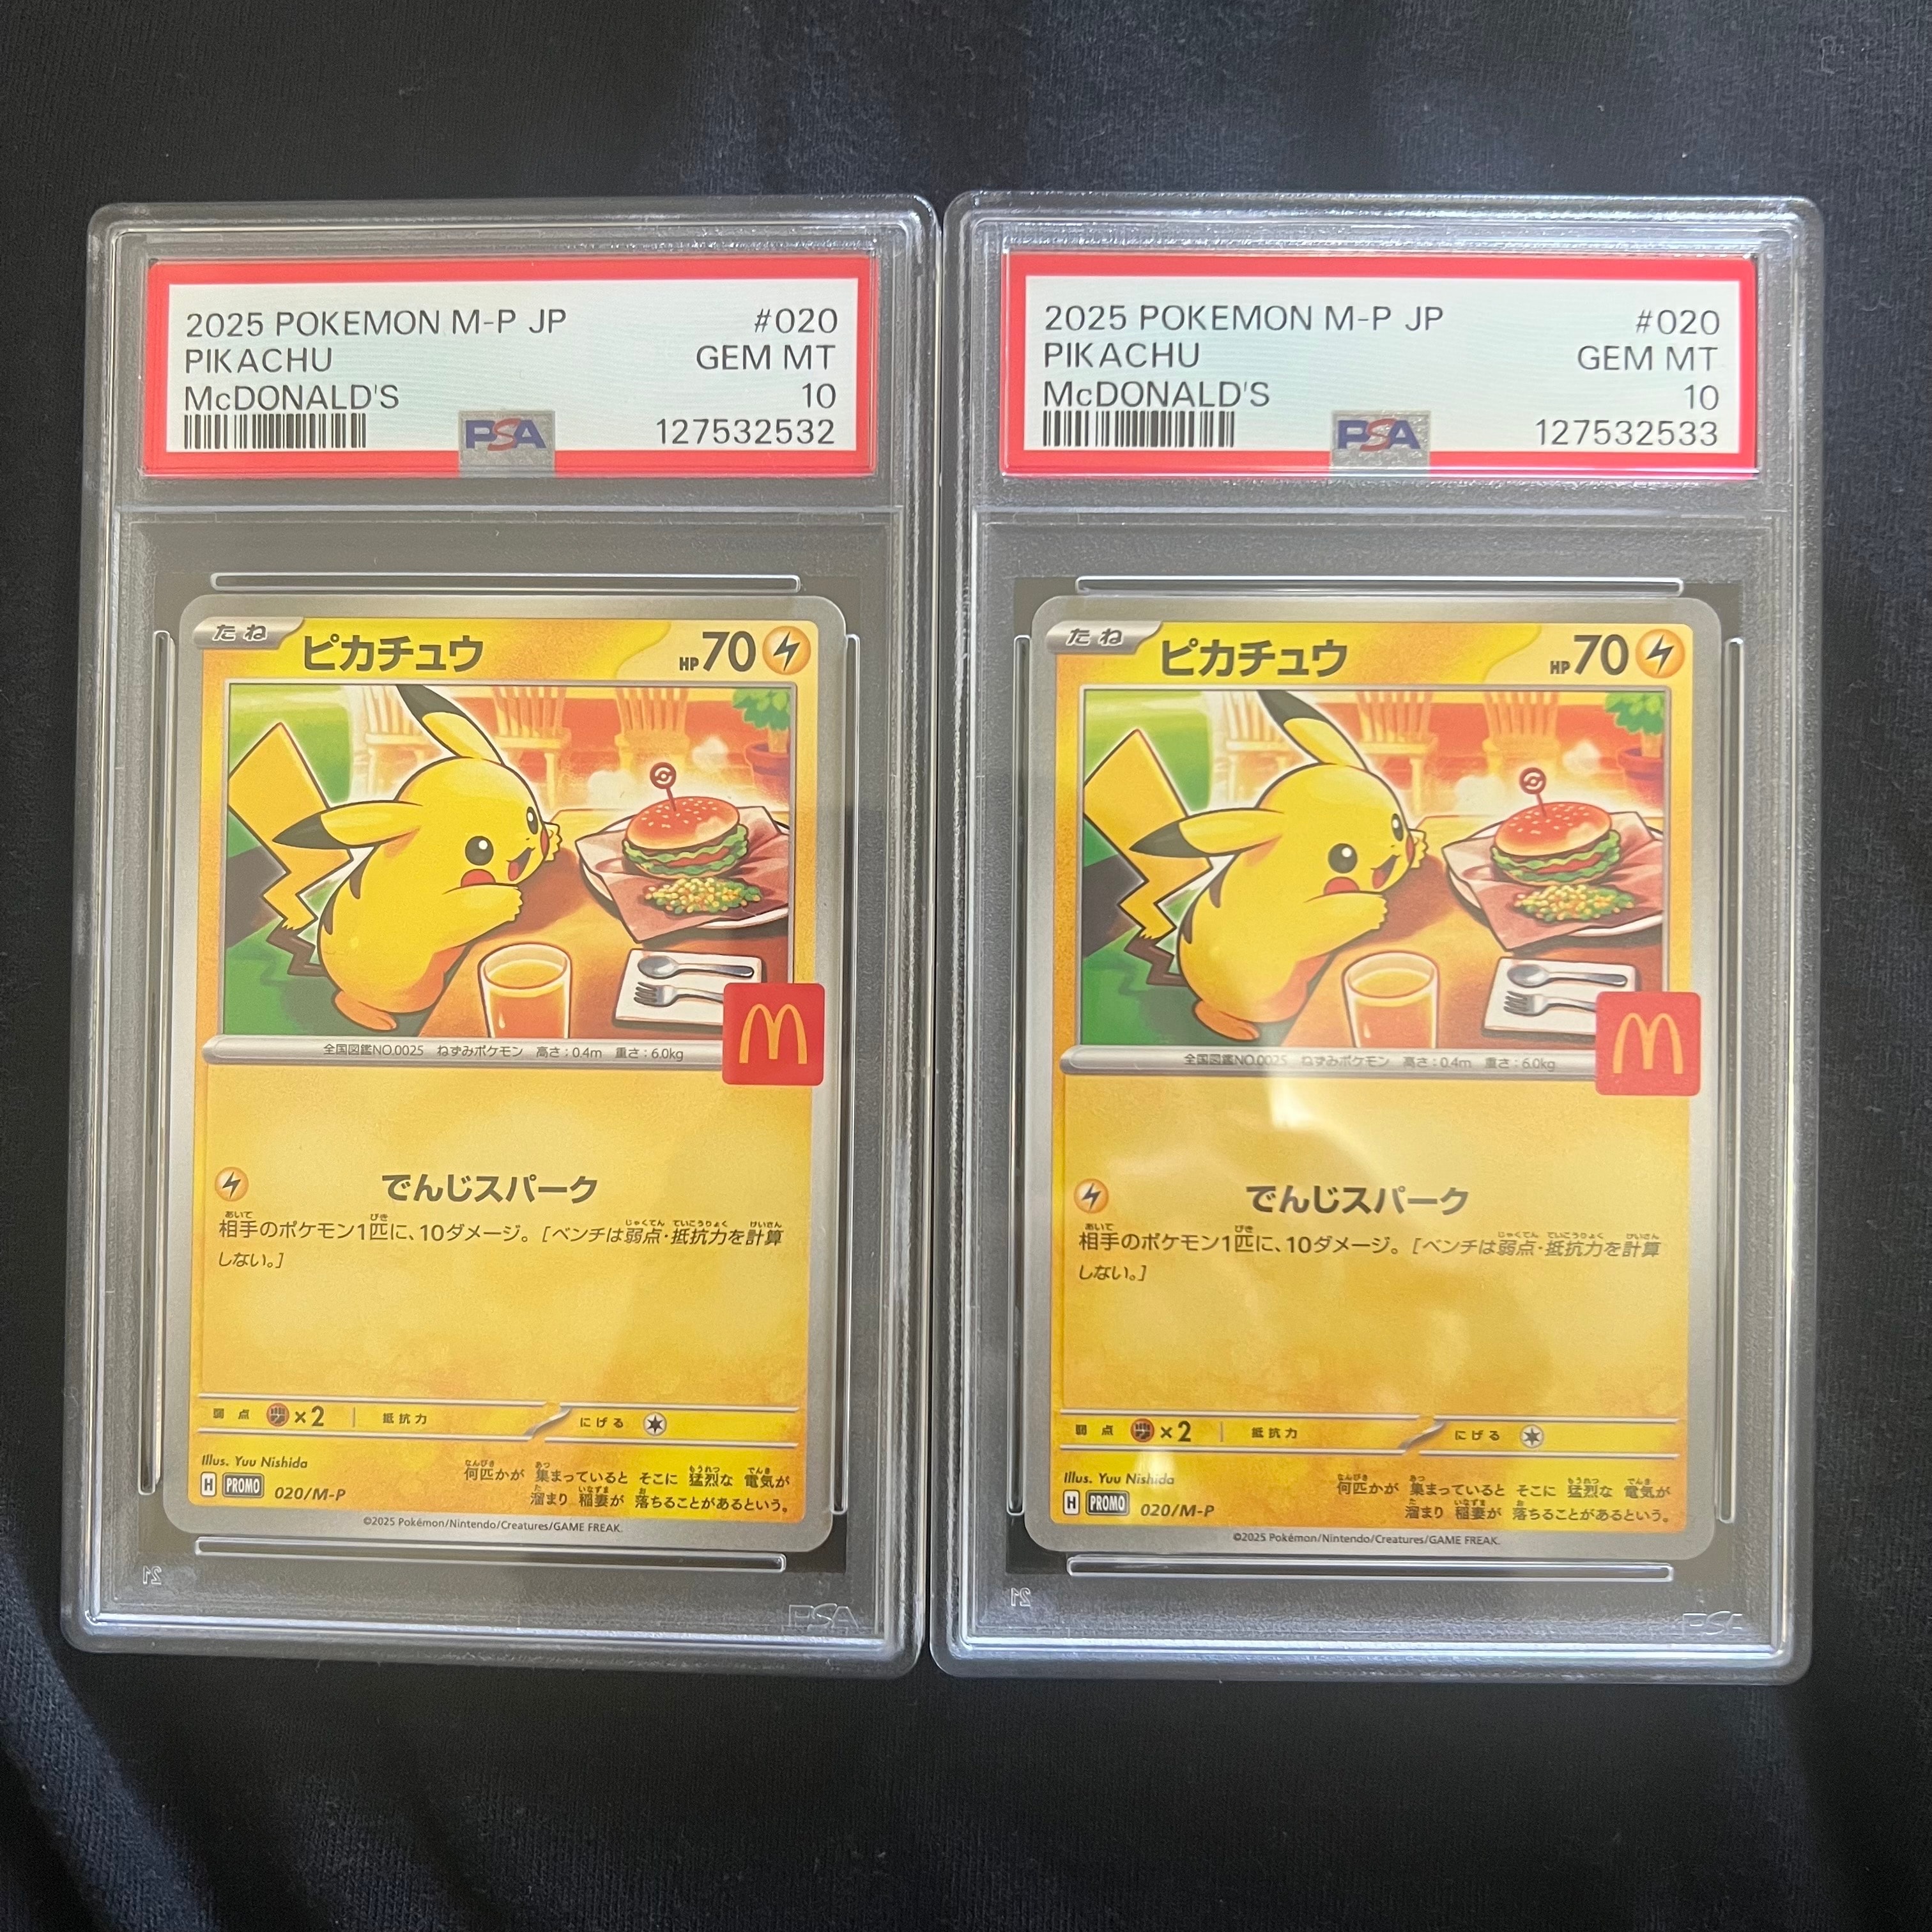 2025 POKEMON M-P JP #020
PIKACHU GEM MT
McDONALD'S 10
PSA 127532532
たね ピカチュウ HP70
全国図鑑NO.0025 ねずみポケモン 高さ:0.4m 重さ:6.0kg
でんじスパーク
相手のポケモン1匹に、10ダメージ。[ベンチは弱点・抵抗力を計算
しない。]
弱点 ×2 抵抗力 にげる
Illus. Yuu Nishida
何匹かが 集まっていると そこに 猛烈な 電気が
溜まり 稲妻が 落ちることがあるという。
H PROMO 020/M-P
©2025 Pokémon/Nintendo/Creatures/GAME FREAK.
21
PSA
2025 POKEMON M-P JP #020
PIKACHU GEM MT
McDONALD'S 10
PSA 127532533
たね ピカチュウ HP70
全国図鑑NO.0025 ねずみポケモン 高さ:0.4m 重さ:6.0kg
でんじスパーク
相手のポケモン1匹に、10ダメージ。[ベンチは弱点・抵抗力を計算
しない。]
弱点 ×2 抵抗力 にげる
Illus. Yuu Nishida
何匹かが 集まっていると そこに 猛烈な 電気が
溜まり 稲妻が 落ちることがあるという。
H PROMO 020/M-P
©2025 Pokémon/Nintendo/Creatures/GAME FREAK.
21
PSA